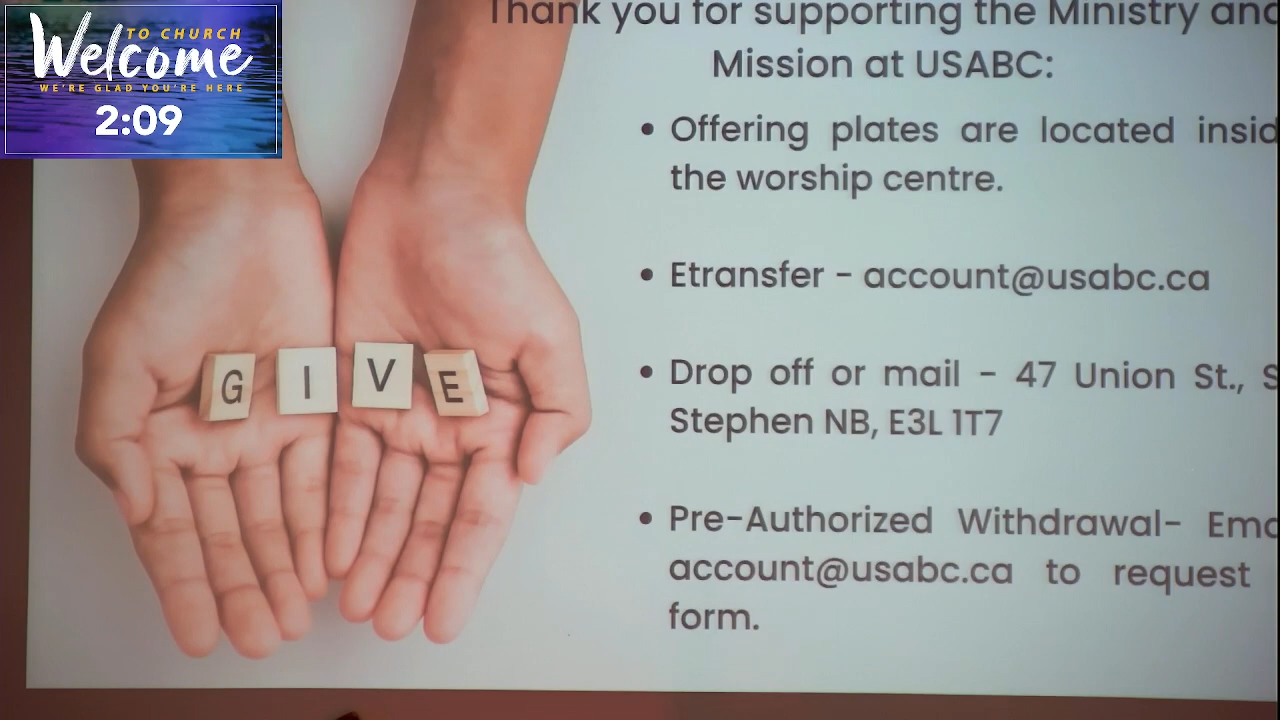 TO CHURCH
Welcome
WE'RE GLAD YOU'RE HERE
2:09
Thank you for supporting the Ministry and
Mission at USABC:
• Offering plates are located
the worship centre.
• Etransfer - account@usabc.ca
• Drop off or mail - 47 Union St.,
Stephen NB, E3L 1T7
• Pre-Authorized Withdrawal-
account@usabc.ca to request
form.
G I V E